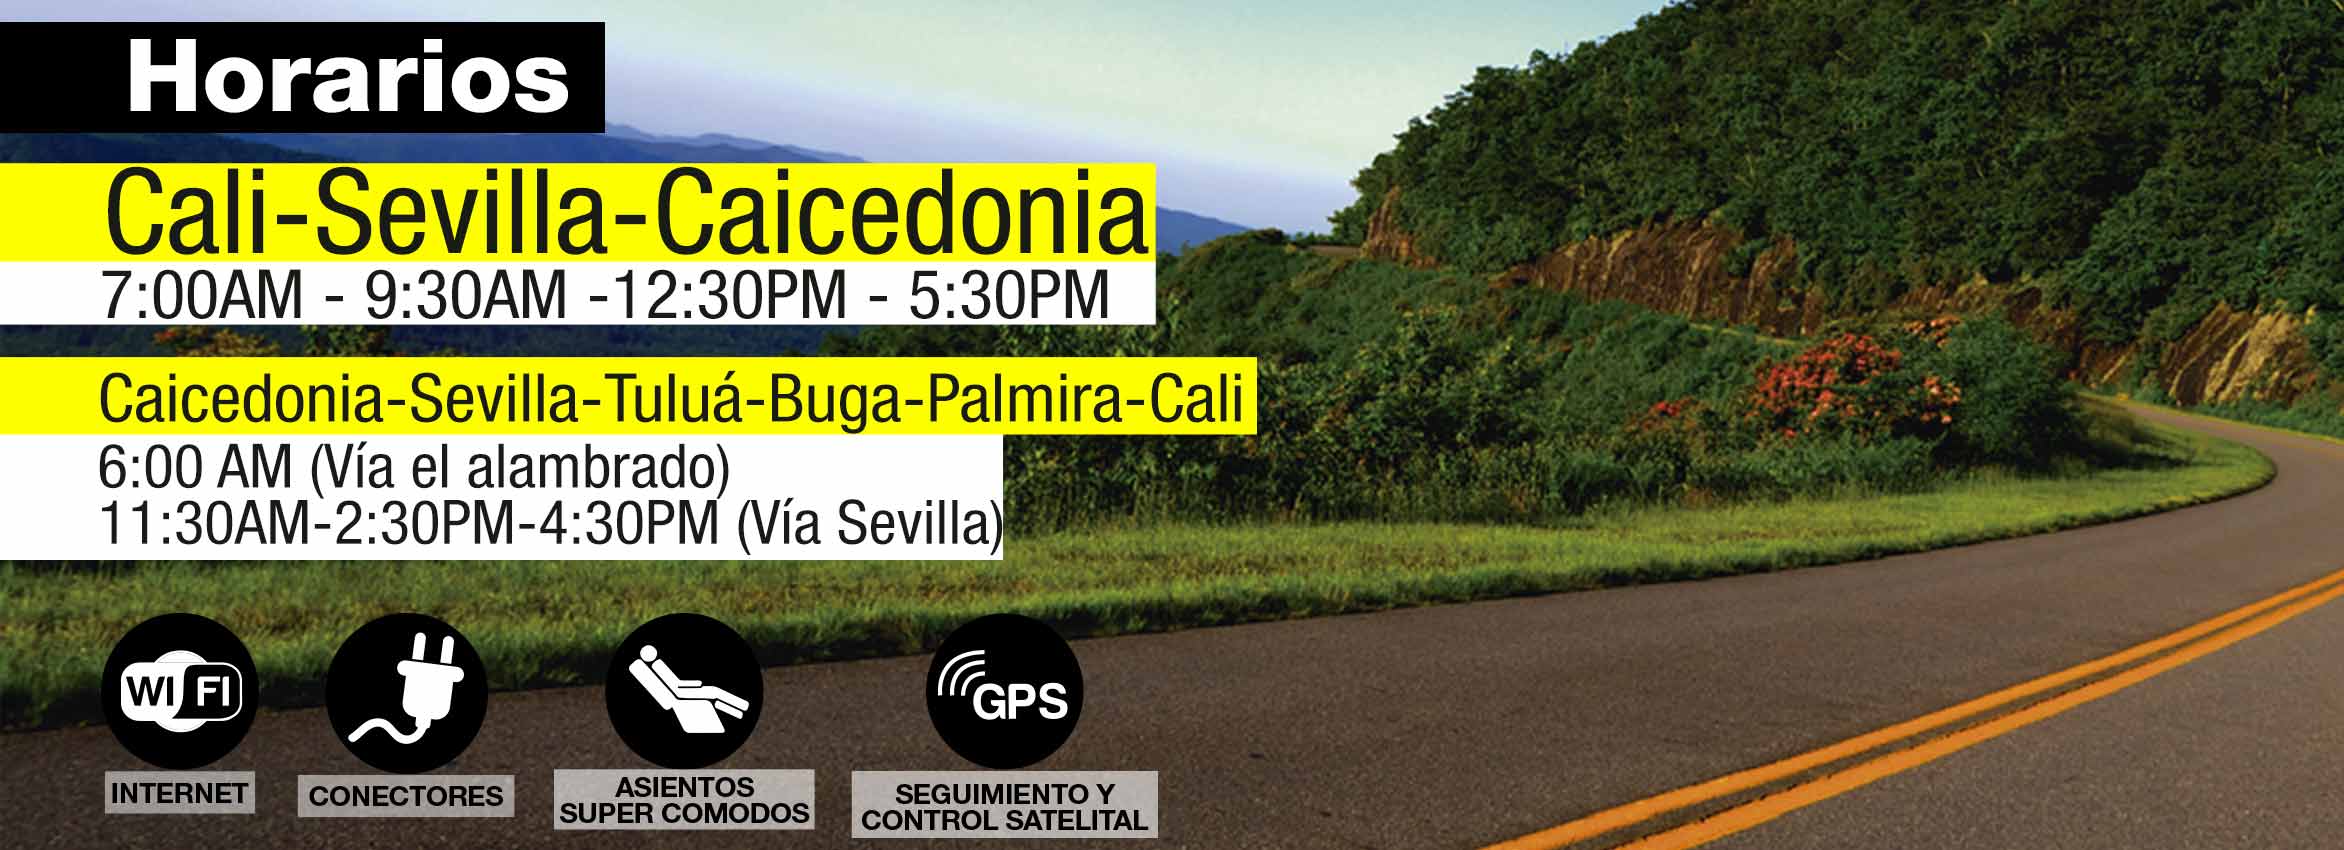 Horarios
Cali-Sevilla-Caicedonia
7:00AM - 9:30AM -12:30PM - 5:30PM
Caicedonia-Sevilla-Tuluá-Buga-Palmira-Cali
6:00 AM (Vía el alambrado)
11:30AM-2:30PM-4:30PM (Vía Sevilla)
WI FI
GPS
INTERNET
CONECTORES
ASIENTOS
SUPER COMODOS
SEGUIMIENTO Y
CONTROL SATELITAL